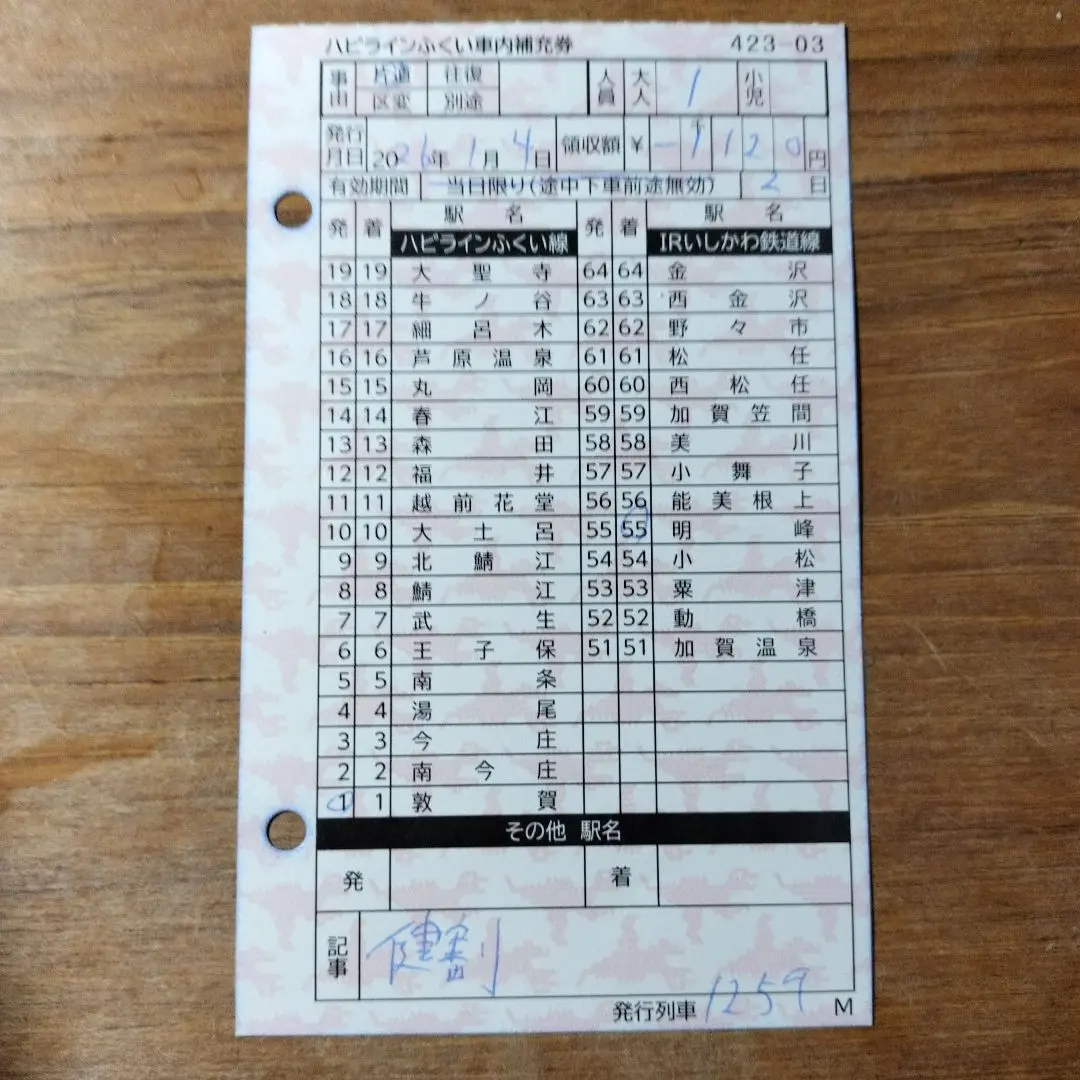 ハピラインふくい車内補充券 423-03
事由 片道 往復 人員 大人 1 小児
区変 別途
発行月日 2026年 1月 4日 領収額 ¥ -1千120円
有効期間 当日限り(途中下車前途無効) 2日
発 着 駅名 発 着 駅名
ハピラインふくい線 IRいしかわ鉄道線
19 19 大聖寺 64 64 金沢
18 18 牛ノ谷 63 63 西金沢
17 17 細呂木 62 62 野々市
16 16 芦原温泉 61 61 松任
15 15 丸岡 60 60 西松任
14 14 春江 59 59 加賀笠間
13 13 森田 58 58 美川
12 12 福井 57 57 小舞子
11 11 越前花堂 56 56 能美根上
10 10 大土呂 55 55 明峰
9 9 北鯖江 54 54 小松
8 8 鯖江 53 53 粟津
7 7 武生 52 52 動橋
6 6 王子保 51 51 加賀温泉
5 5 南条
4 4 湯尾
3 3 今庄
2 2 南今庄
1 1 敦賀
その他 駅名
発 着
記事 健割
発行列車 1259 M